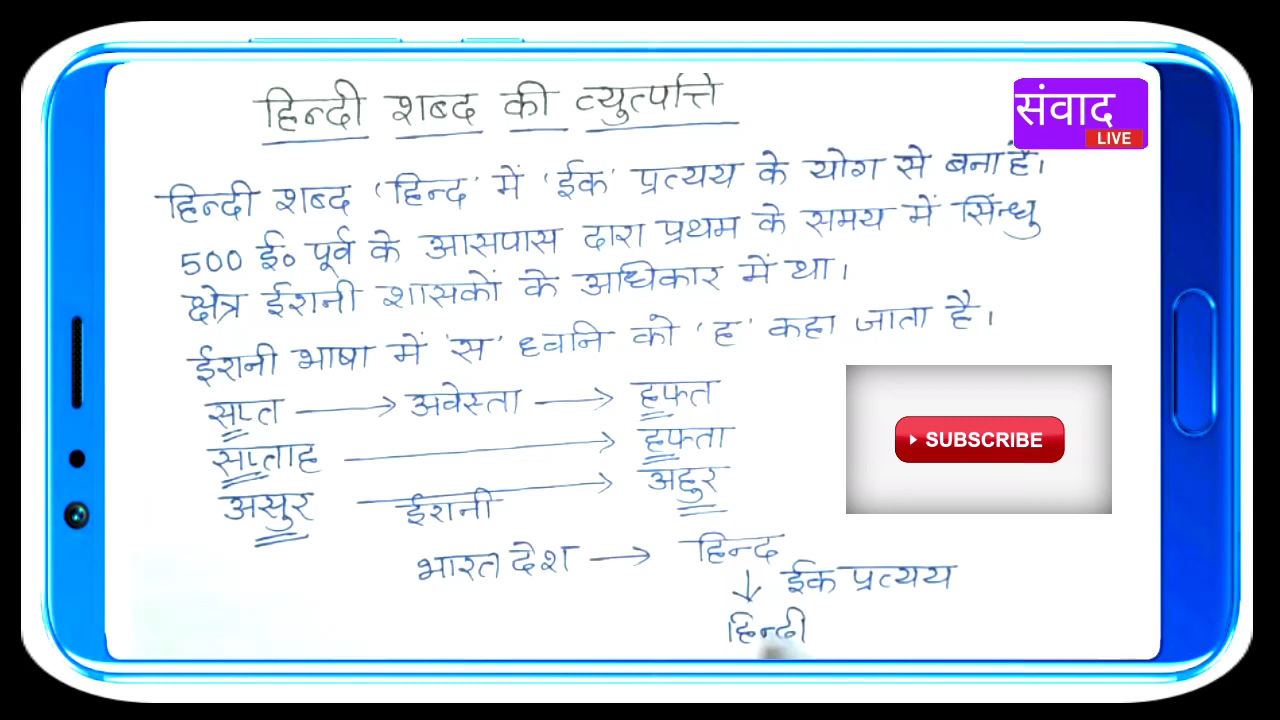 हिन्दी शब्द की व्युत्पत्ति
संवाद
LIVE
हिन्दी शब्द 'हिन्द' में 'ईक' प्रत्यय के योग से बना है।
500 ई० पूर्व के आसपास दारा प्रथम के समय में सिन्धु
क्षेत्र ईरानी शासकों के अधिकार में था।
ईरानी भाषा में 'स' ध्वनि को 'ह' कहा जाता है।
सप्त → अवेस्ता → हफ्त
सप्ताह → हफ्ता
SUBSCRIBE
असुर ईरानी → अहुर
भारत देश → हिन्द
↓ ईक प्रत्यय
हिन्दी